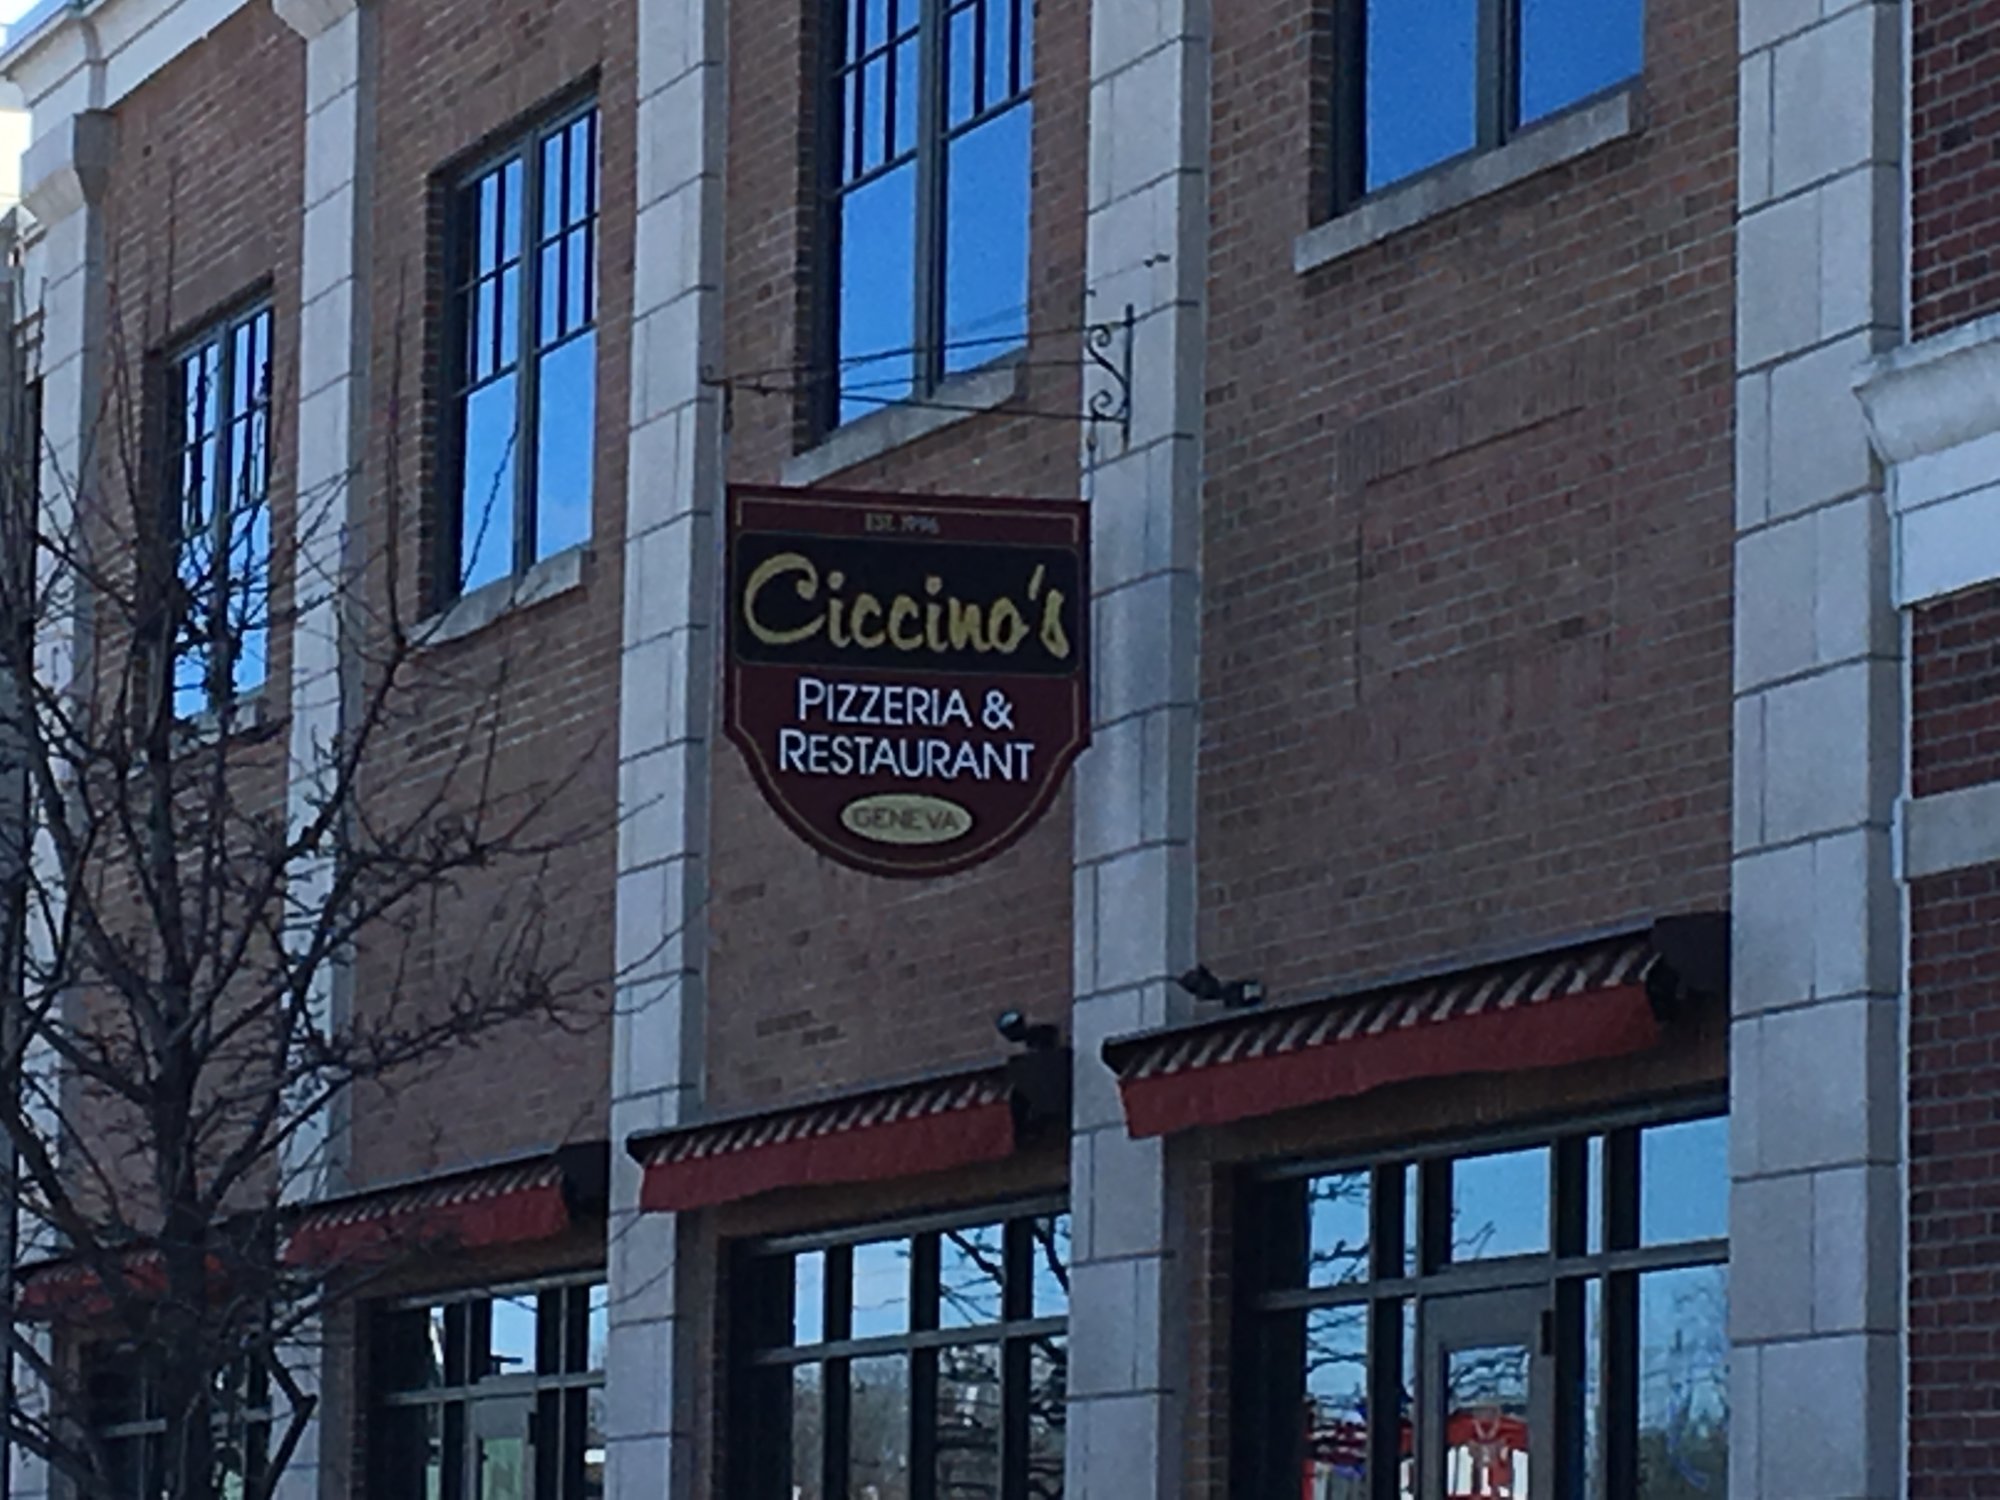 EST. 1996
Ciccino's
PIZZERIA &
RESTAURANT
GENEVA